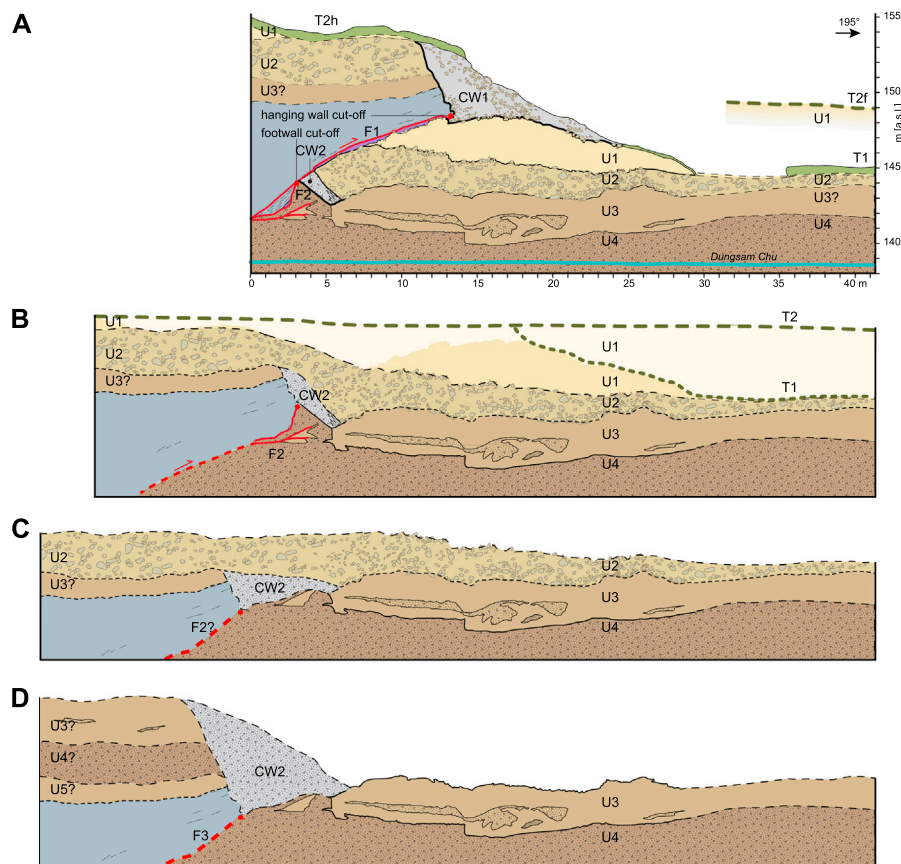 A
T2h
155
195°
U1
U2
U3?
CW1
150
T2f
U1
hanging wall cut-off
footwall cut-off
F1
m [a.s.l.]
CW2
U1
T1
145
U2
U2
U3?
F2
U3
U4
U4
140
Dungsam Chu
0 5 10 15 20 25 30 35 40 m
B
U1
T2
U2
U1
U3?
U1
T1
CW2
U2
F2
U3
U4
C
U2
U2
U3?
CW2
U3
F2?
U4
D
U3?
U4?
CW2
U5?
U3
F3
U4